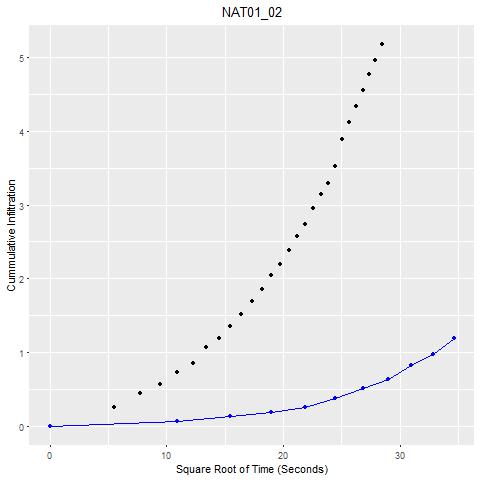 NAT01_02
Cummulative Infiltration
5
4
3
2
1
0
0 10 20 30
Square Root of Time (Seconds)